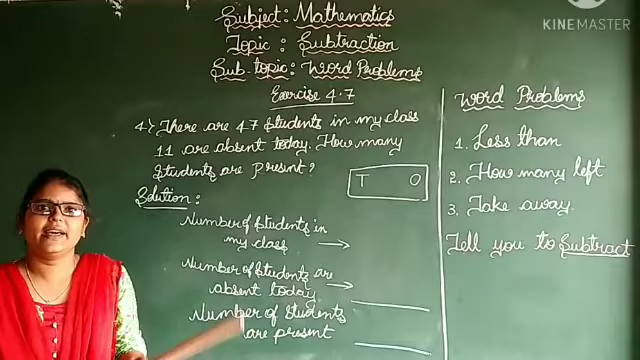 Subject: Mathematics
Topic: Subtraction
Sub-topic: Word Problems
Exercise 4.7
4) There are 47 students in my class
11 are absent today. How many
students are present?
T O
Solution:
Number of students in
my class →
Number of students are
absent today →
Number of students
are present
Word Problems
1. Less than
2. How many left
3. Take away.
Tell you to Subtract
KINEMASTER